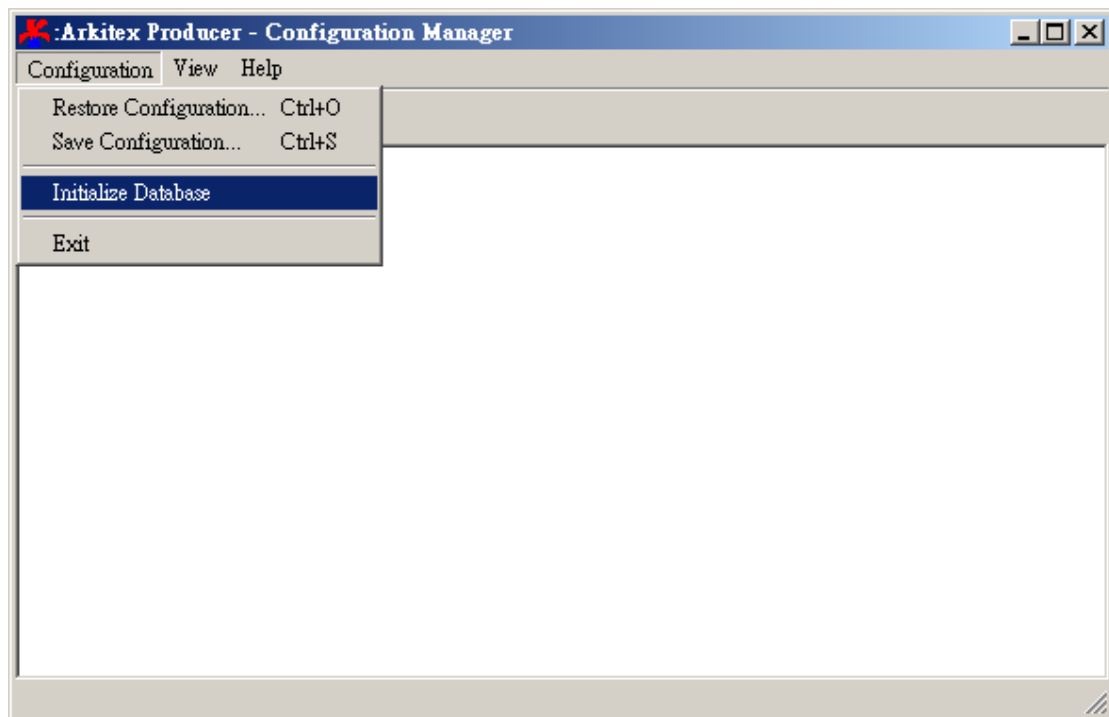 :Arkitex Producer - Configuration Manager
Configuration View Help
Restore Configuration... Ctrl+O
Save Configuration... Ctrl+S
Initialize Database
Exit